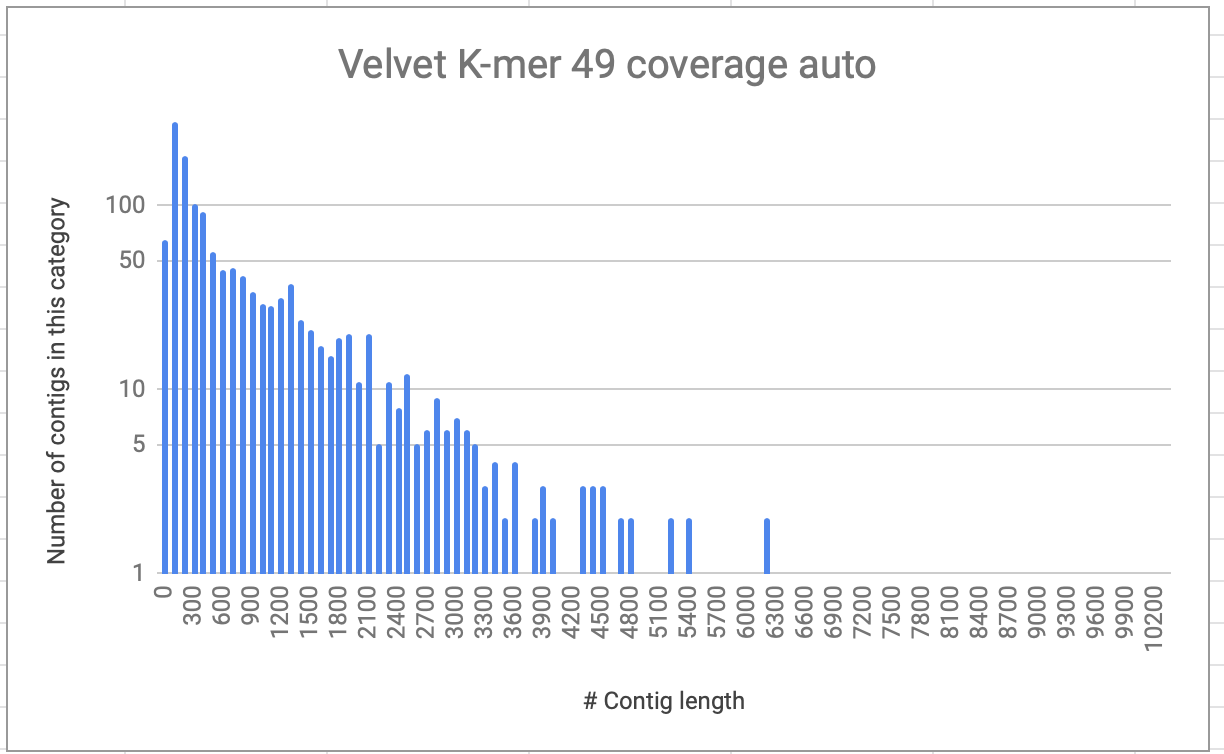 Velvet K-mer 49 coverage auto
Number of contigs in this category
100
50
10
5
1
0 300 600 900 1200 1500 1800 2100 2400 2700 3000 3300 3600 3900 4200 4500 4800 5100 5400 5700 6000 6300 6600 6900 7200 7500 7800 8100 8400 8700 9000 9300 9600 9900 10200
# Contig length